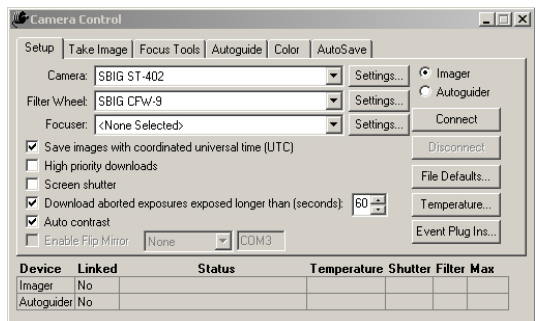 Camera Control
Setup Take Image Focus Tools Autoguide Color AutoSave
Camera: SBIG ST-402 Settings... Imager
Filter Wheel: SBIG CFW-9 Settings... Autoguider
Focuser: <None Selected> Settings... Connect
Save images with coordinated universal time (UTC) Disconnect
High priority downloads
Screen shutter File Defaults...
Download aborted exposures exposed longer than (seconds): 60 Temperature...
Auto contrast
Enable Flip Mirror None COM3 Event Plug Ins...
Device Linked Status Temperature Shutter Filter Max
Imager No
Autoguider No